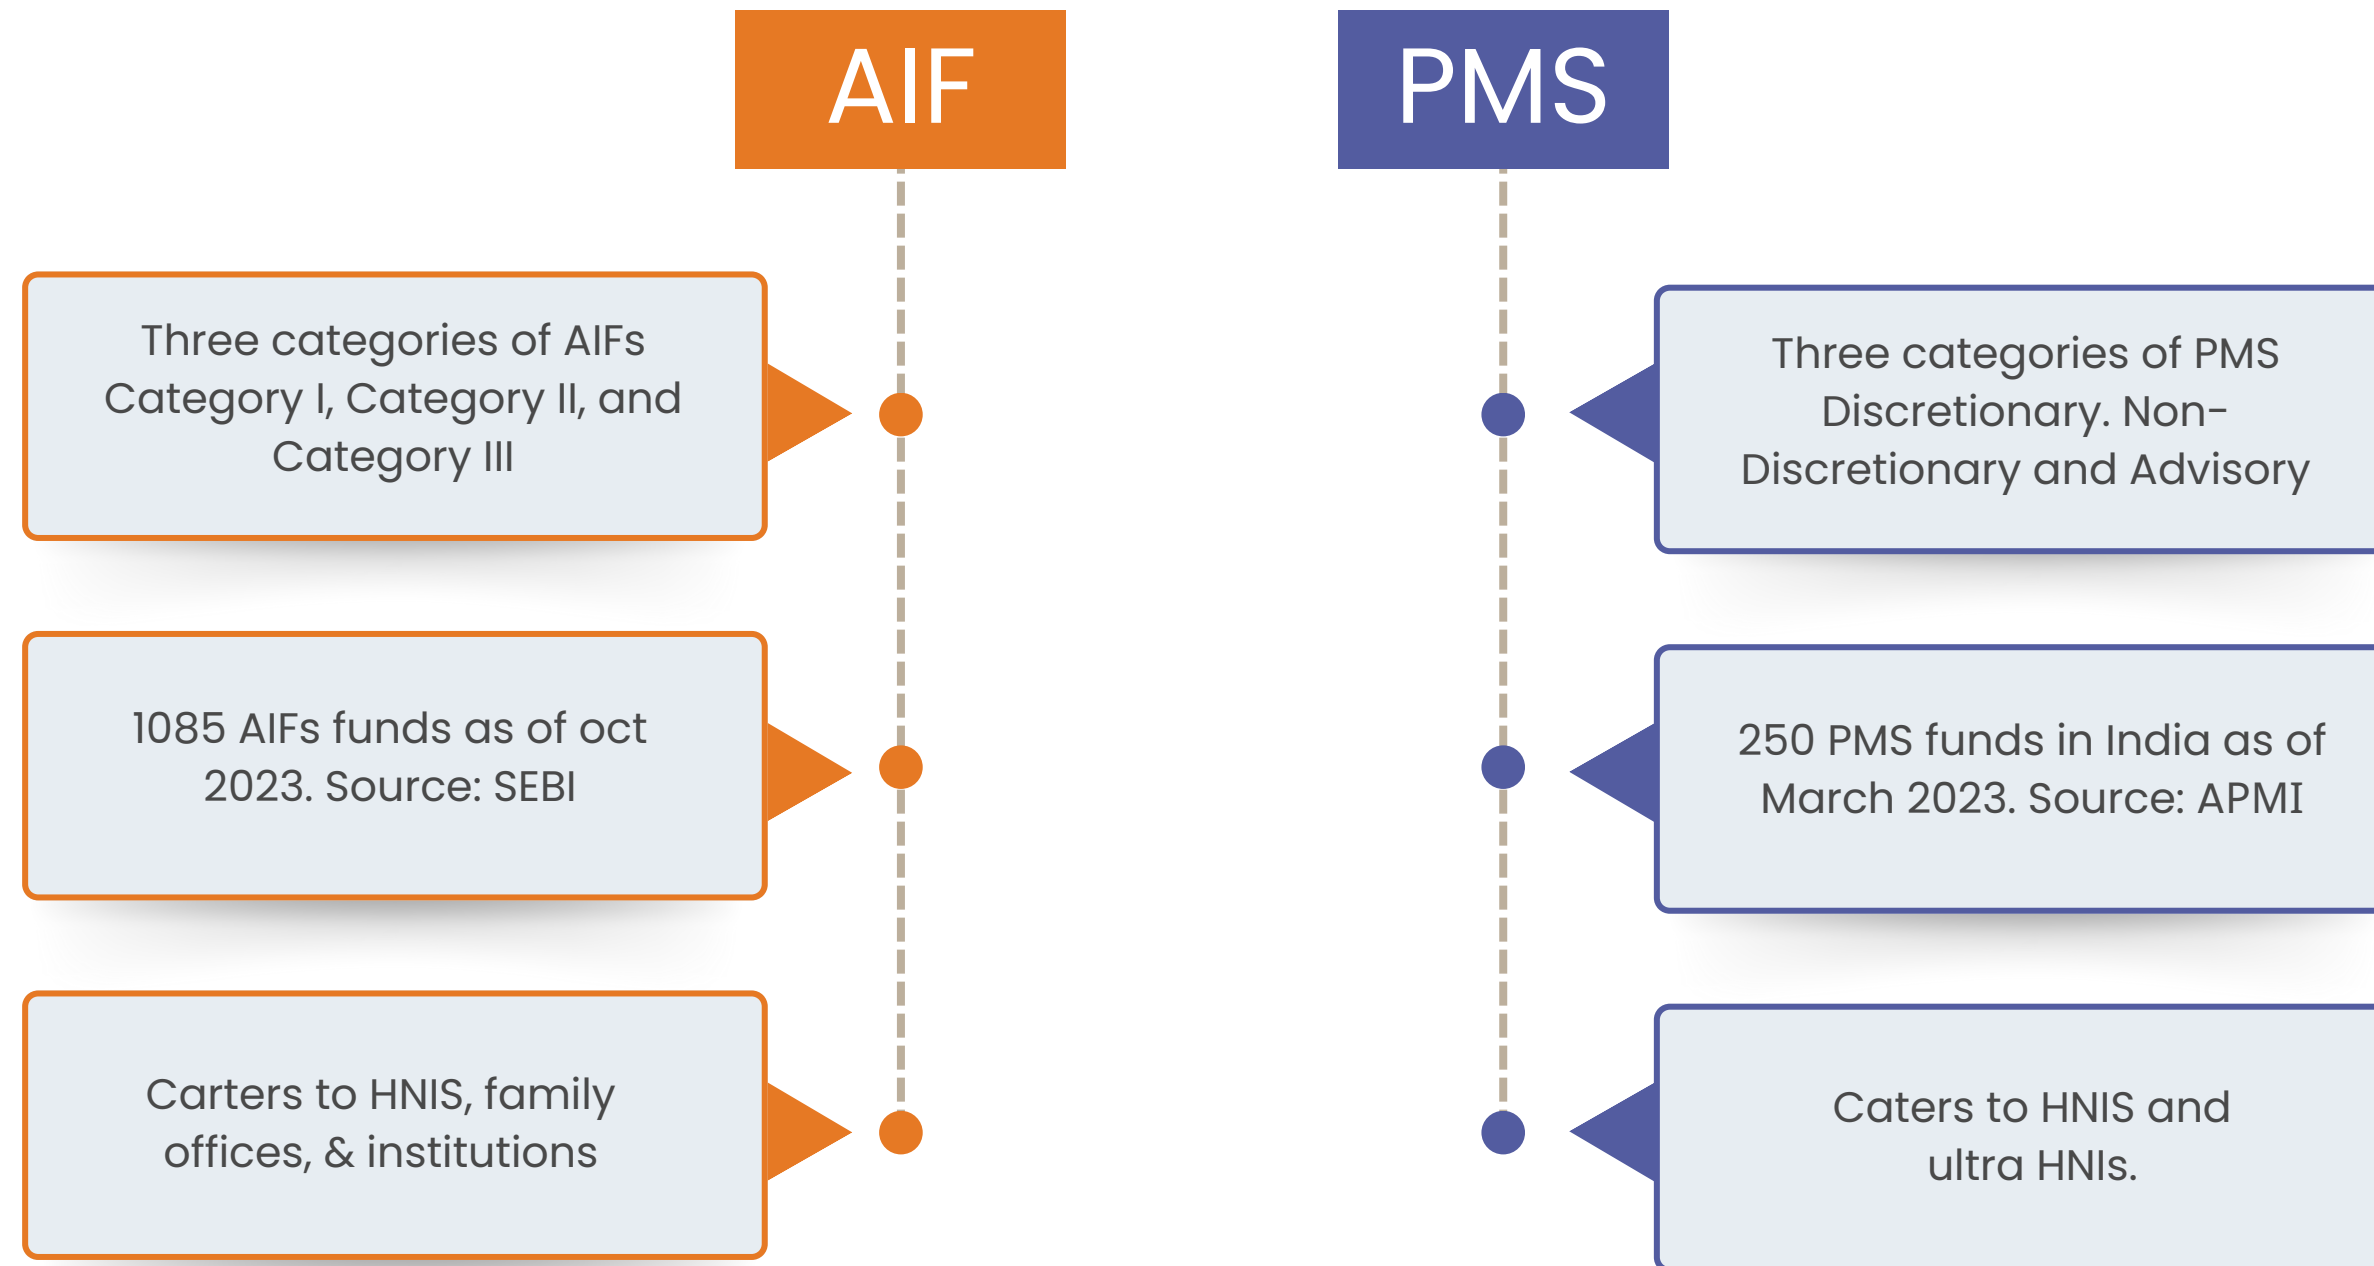 AIF
Three categories of AIFs
Category I, Category II, and
Category III
1085 AIFs funds as of oct
2023. Source: SEBI
Carters to HNIS, family
offices, & institutions
PMS
Three categories of PMS
Discretionary. Non-
Discretionary and Advisory
250 PMS funds in India as of
March 2023. Source: APMI
Caters to HNIS and
ultra HNIs.